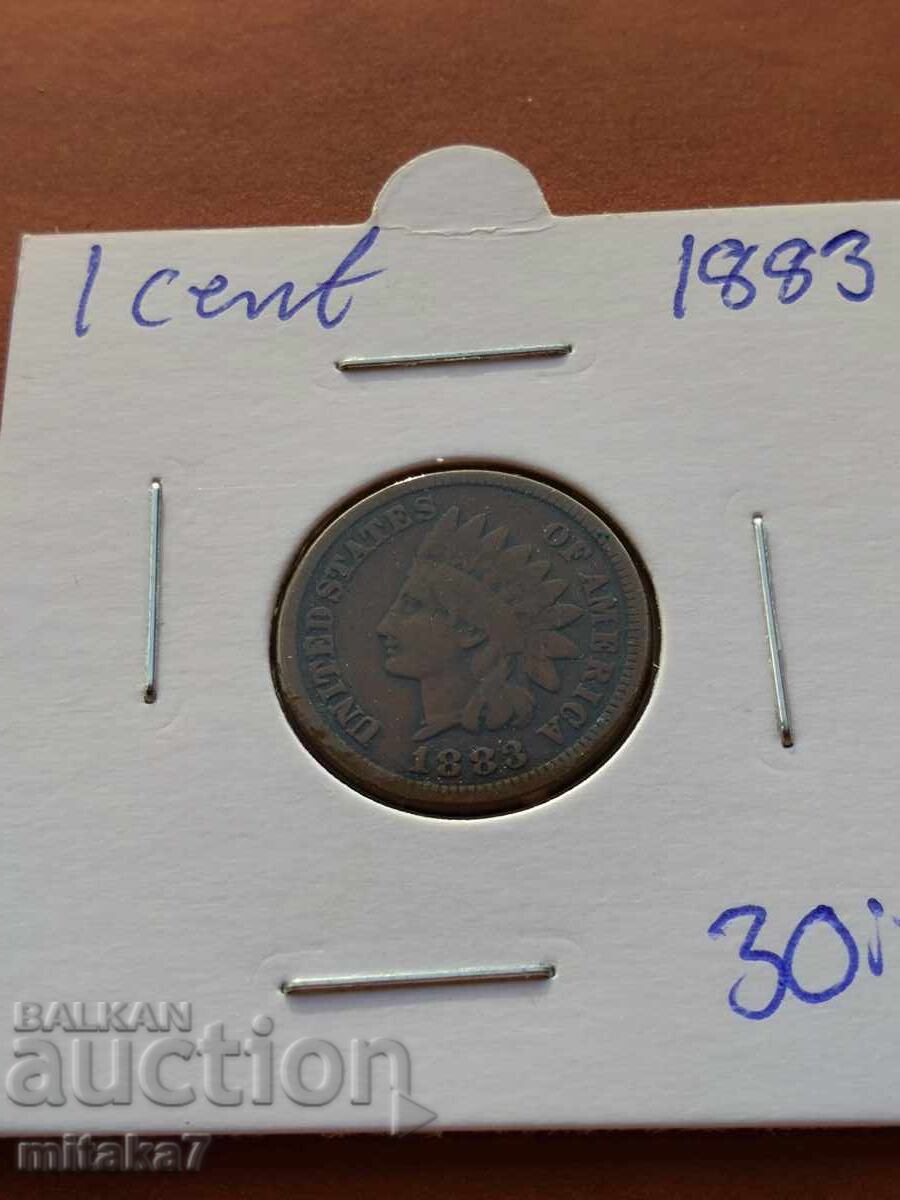 1 cent 1883
UNITED STATES OF AMERICA
1883
30
BALKAN
auction
mitaka7